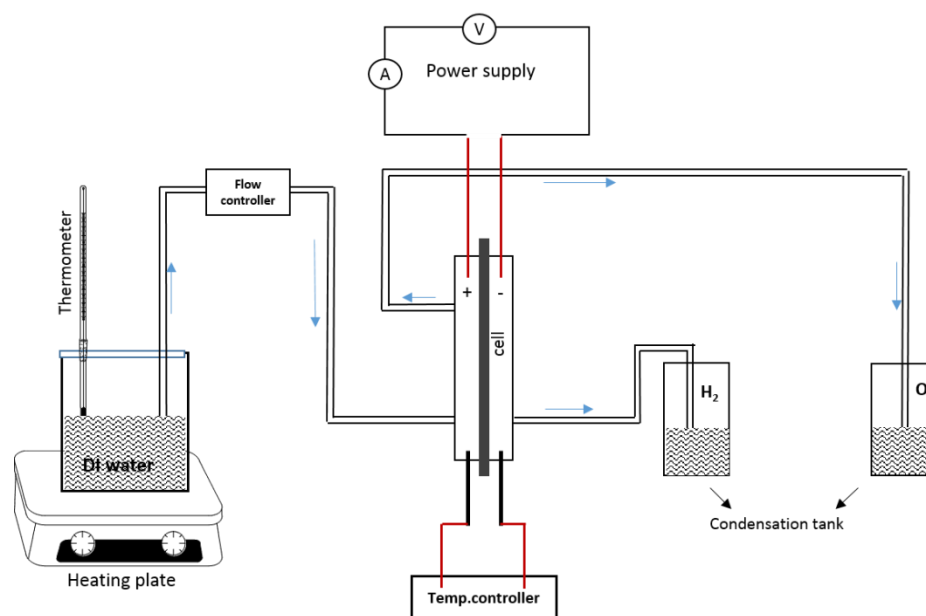 V
A
Power supply
Flow
controller
Thermometer
+ -
cell
H₂
O
DI water
Condensation tank
Heating plate
Temp.controller